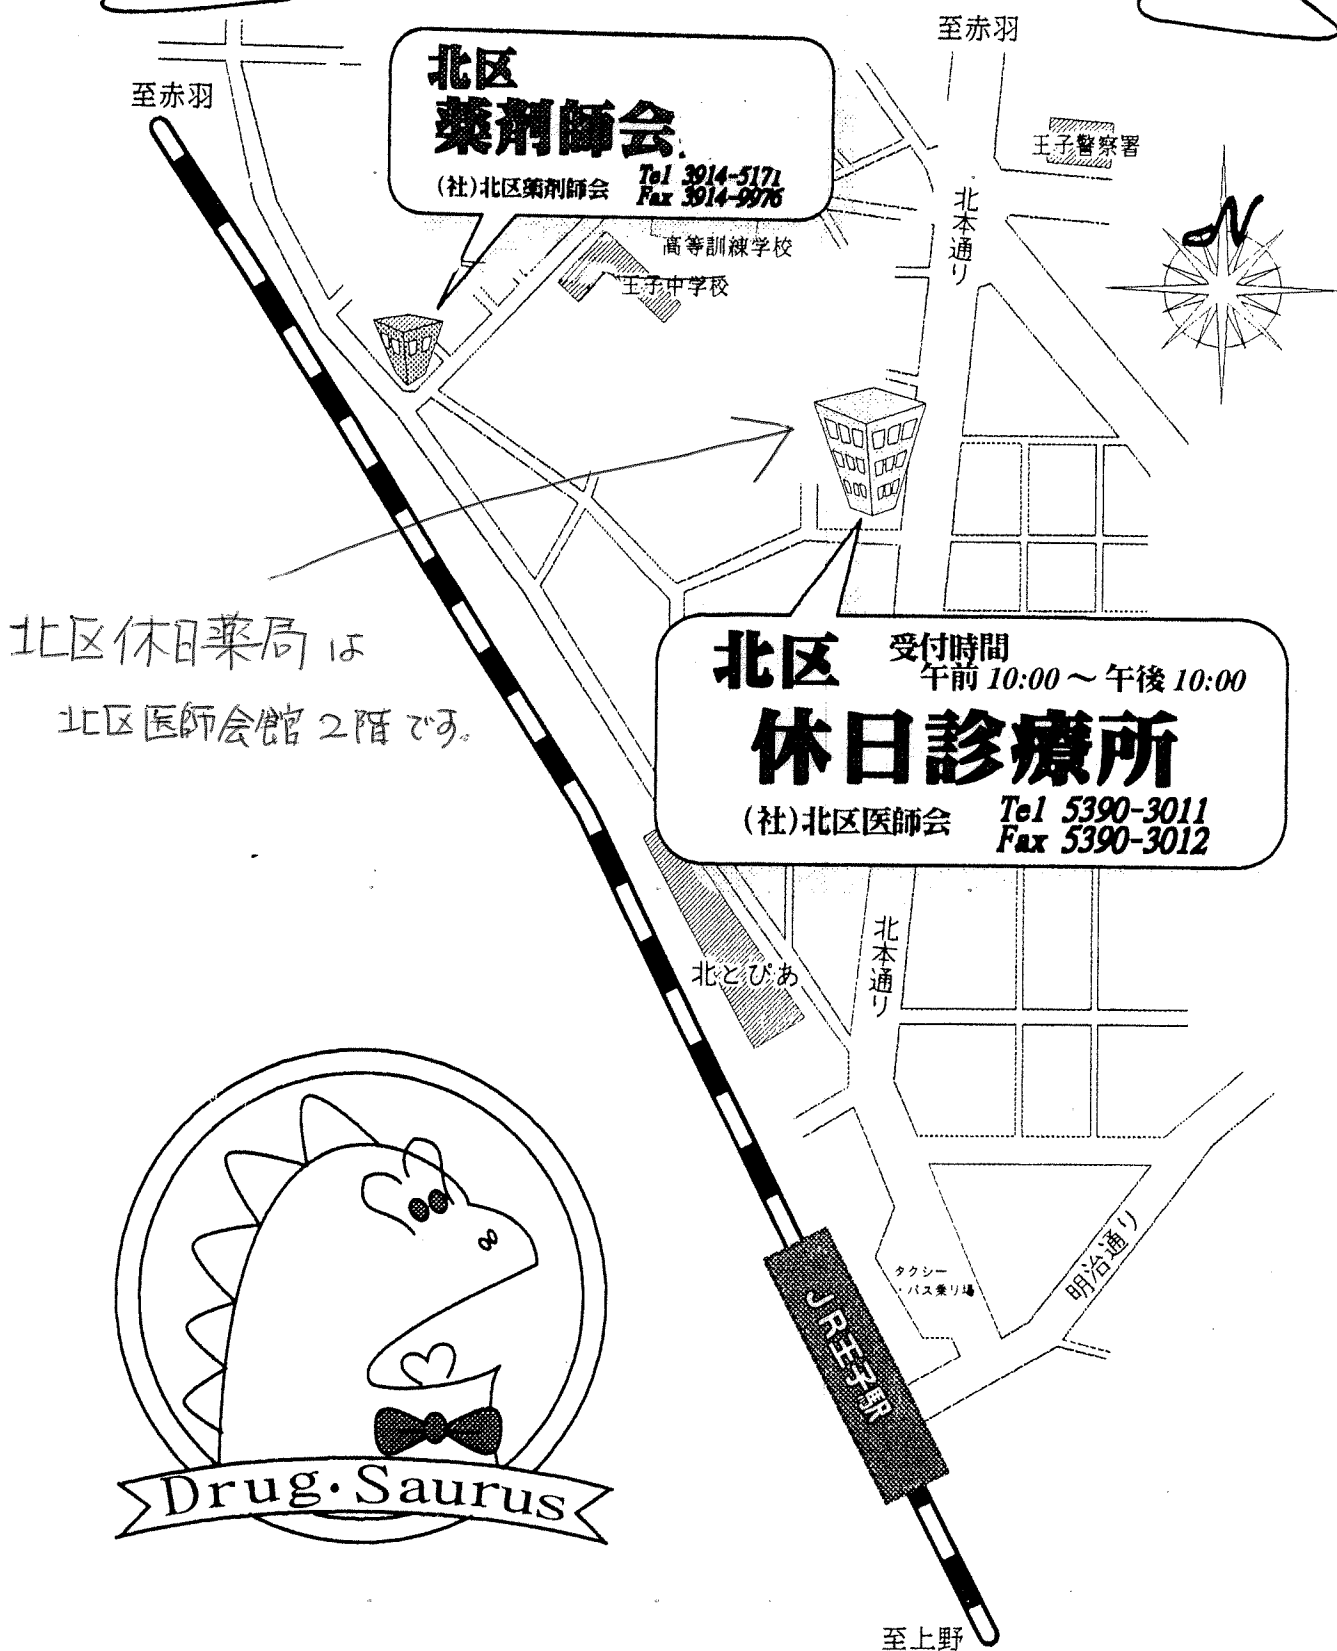 至赤羽
至赤羽
北区
薬剤師会
(社)北区薬剤師会
Tel 3914-5171
Fax 3914-9976
王子警察署
北本通り
N
高等訓練学校
王子中学校
北区休日薬局は
北区医師会館2階です。
北区
受付時間
午前10:00～午後10:00
休日診療所
(社)北区医師会
Tel 5390-3011
Fax 5390-3012
北本通り
北とぴあ
タクシー
・バス乗り場
明治通り
JR王子駅
Drug・Saurus
至上野